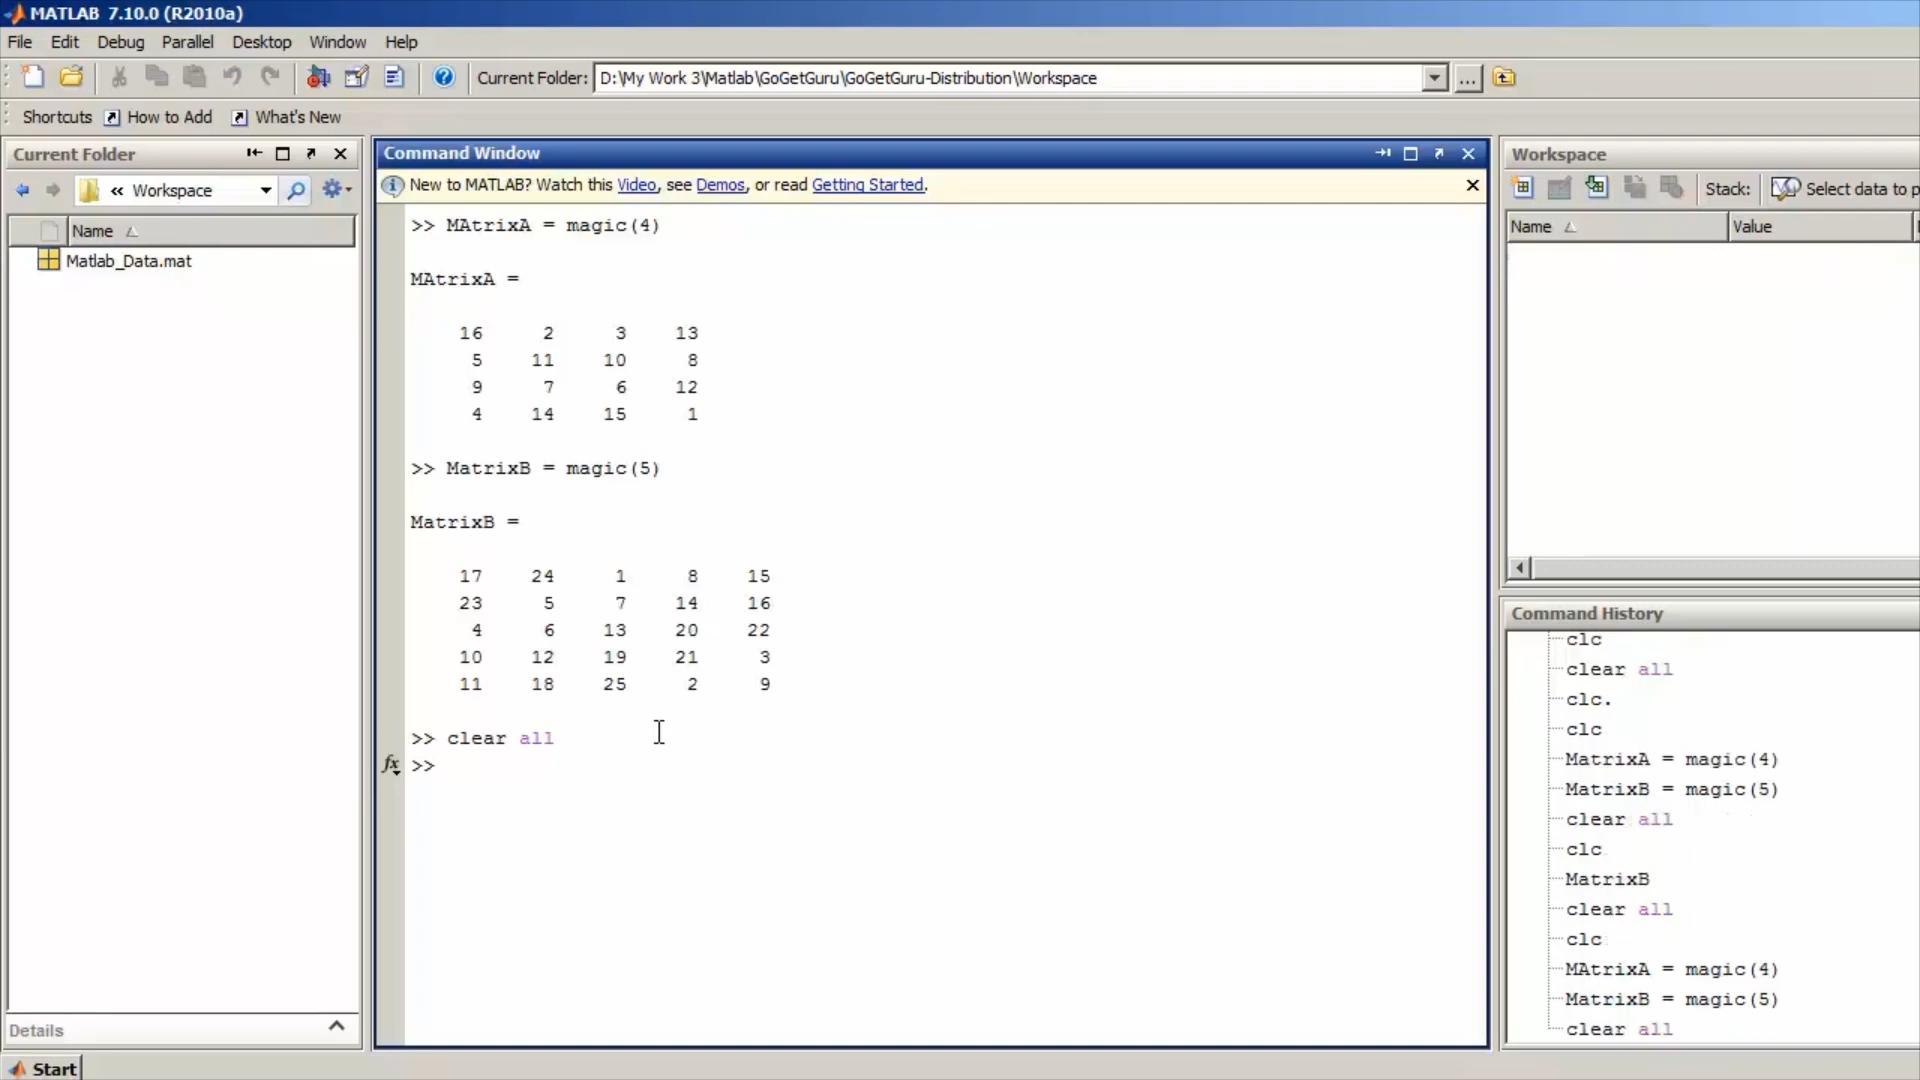 MATLAB 7.10.0 (R2010a)
File Edit Debug Parallel Desktop Window Help
Current Folder: D:\My Work 3\Matlab\GoGetGuru\GoGetGuru-Distribution\Workspace
Shortcuts How to Add What's New
Current Folder
« Workspace
Name
Matlab_Data.mat
Details
Start
Command Window
New to MATLAB? Watch this Video, see Demos, or read Getting Started.
>> MAtrixA = magic(4)
MAtrixA =
16 2 3 13
5 11 10 8
9 7 6 12
4 14 15 1
>> MatrixB = magic(5)
MatrixB =
17 24 1 8 15
23 5 7 14 16
4 6 13 20 22
10 12 19 21 3
11 18 25 2 9
>> clear all
fx >>
Workspace
Stack: Select data to p
Name Value
Command History
clc
clear all
clc.
clc
MatrixA = magic(4)
MatrixB = magic(5)
clear all
clc
MatrixB
clear all
clc
MAtrixA = magic(4)
MatrixB = magic(5)
clear all